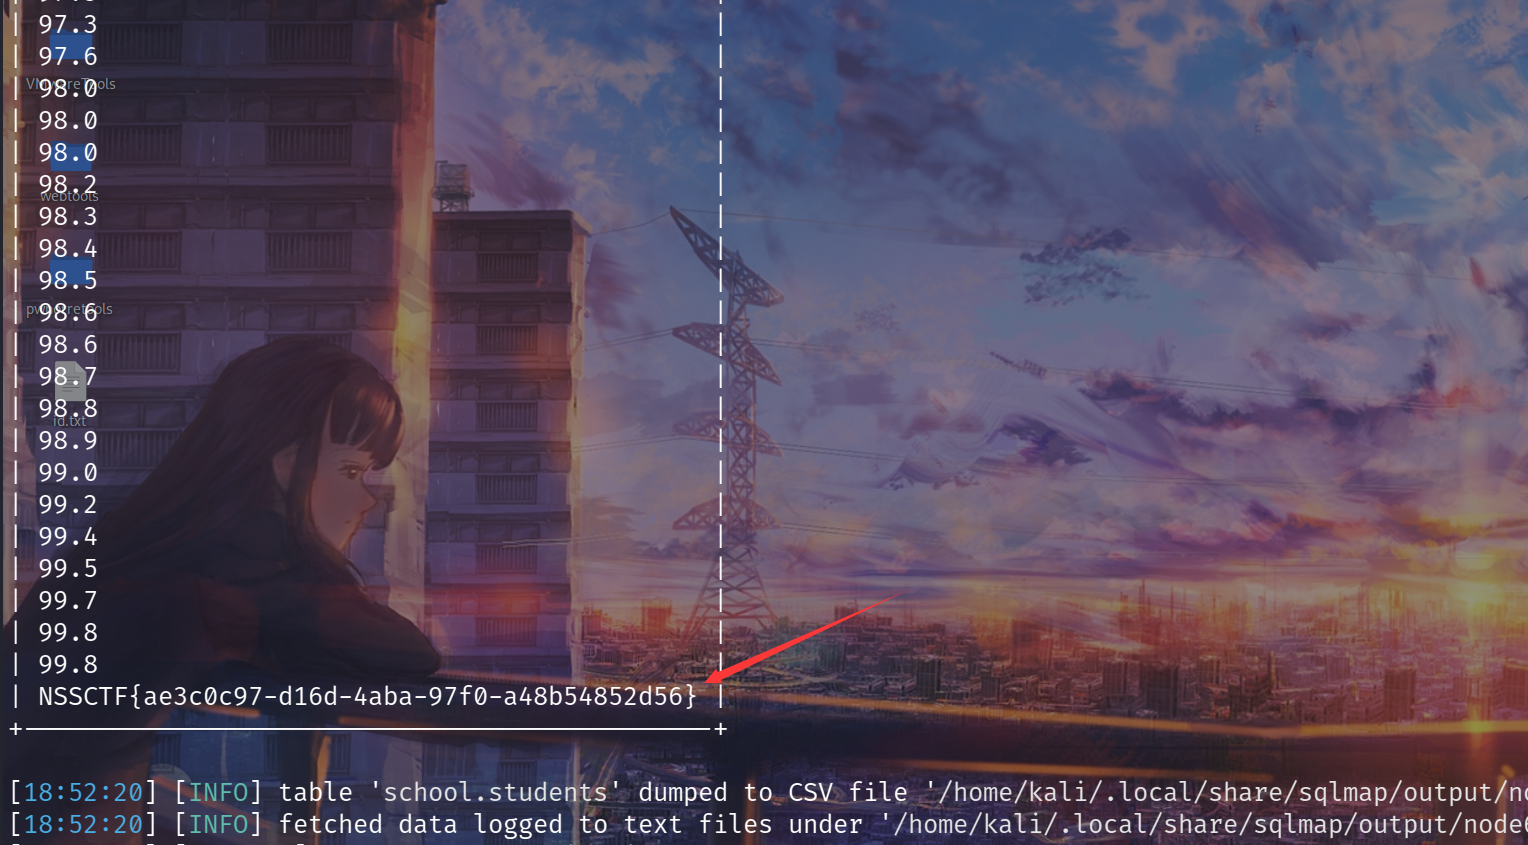 | 97.3 |
| 97.6 |
VMwareTools
| 98.0 |
| 98.0 |
| 98.0 |
| 98.2 |
webtools
| 98.3 |
| 98.4 |
| 98.5 |
| 98.6 |
| 98.6 |
| 98.7 |
| 98.8 |
id.txt
| 98.9 |
| 99.0 |
| 99.2 |
| 99.4 |
| 99.5 |
| 99.7 |
| 99.8 |
| 99.8 |
| NSSCTF{ae3c0c97-d16d-4aba-97f0-a48b54852d56} |
[18:52:20] [INFO] table 'school.students' dumped to CSV file '/home/kali/.local/share/sqlmap/output/no
[18:52:20] [INFO] fetched data logged to text files under '/home/kali/.local/share/sqlmap/output/node